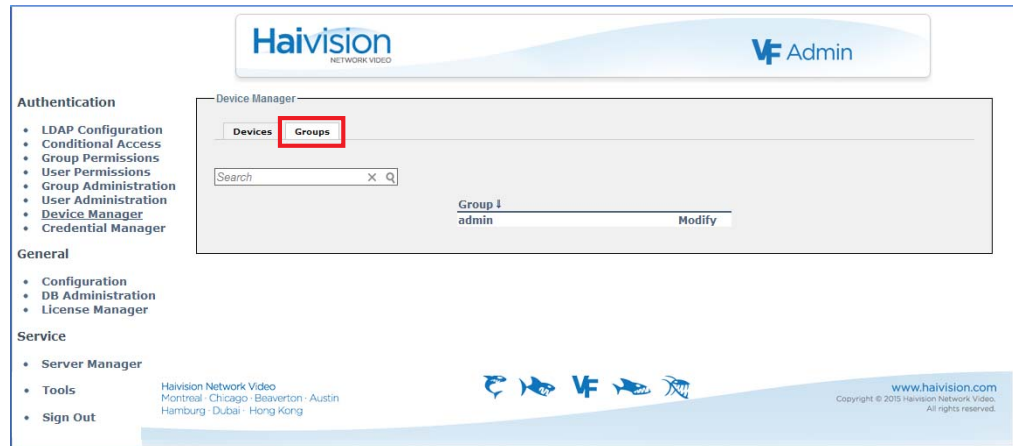 Haivision
NETWORK VIDEO
VF Admin
Authentication
• LDAP Configuration
• Conditional Access
• Group Permissions
• User Permissions
• Group Administration
• User Administration
• Device Manager
• Credential Manager
General
• Configuration
• DB Administration
• License Manager
Service
• Server Manager
• Tools
• Sign Out
Device Manager
Devices Groups
Search
Group
admin Modify
Haivision Network Video
Montreal · Chicago · Beaverton · Austin
Hamburg · Dubai · Hong Kong
VF
www.haivision.com
Copyright © 2015 Haivision Network Video.
All rights reserved.